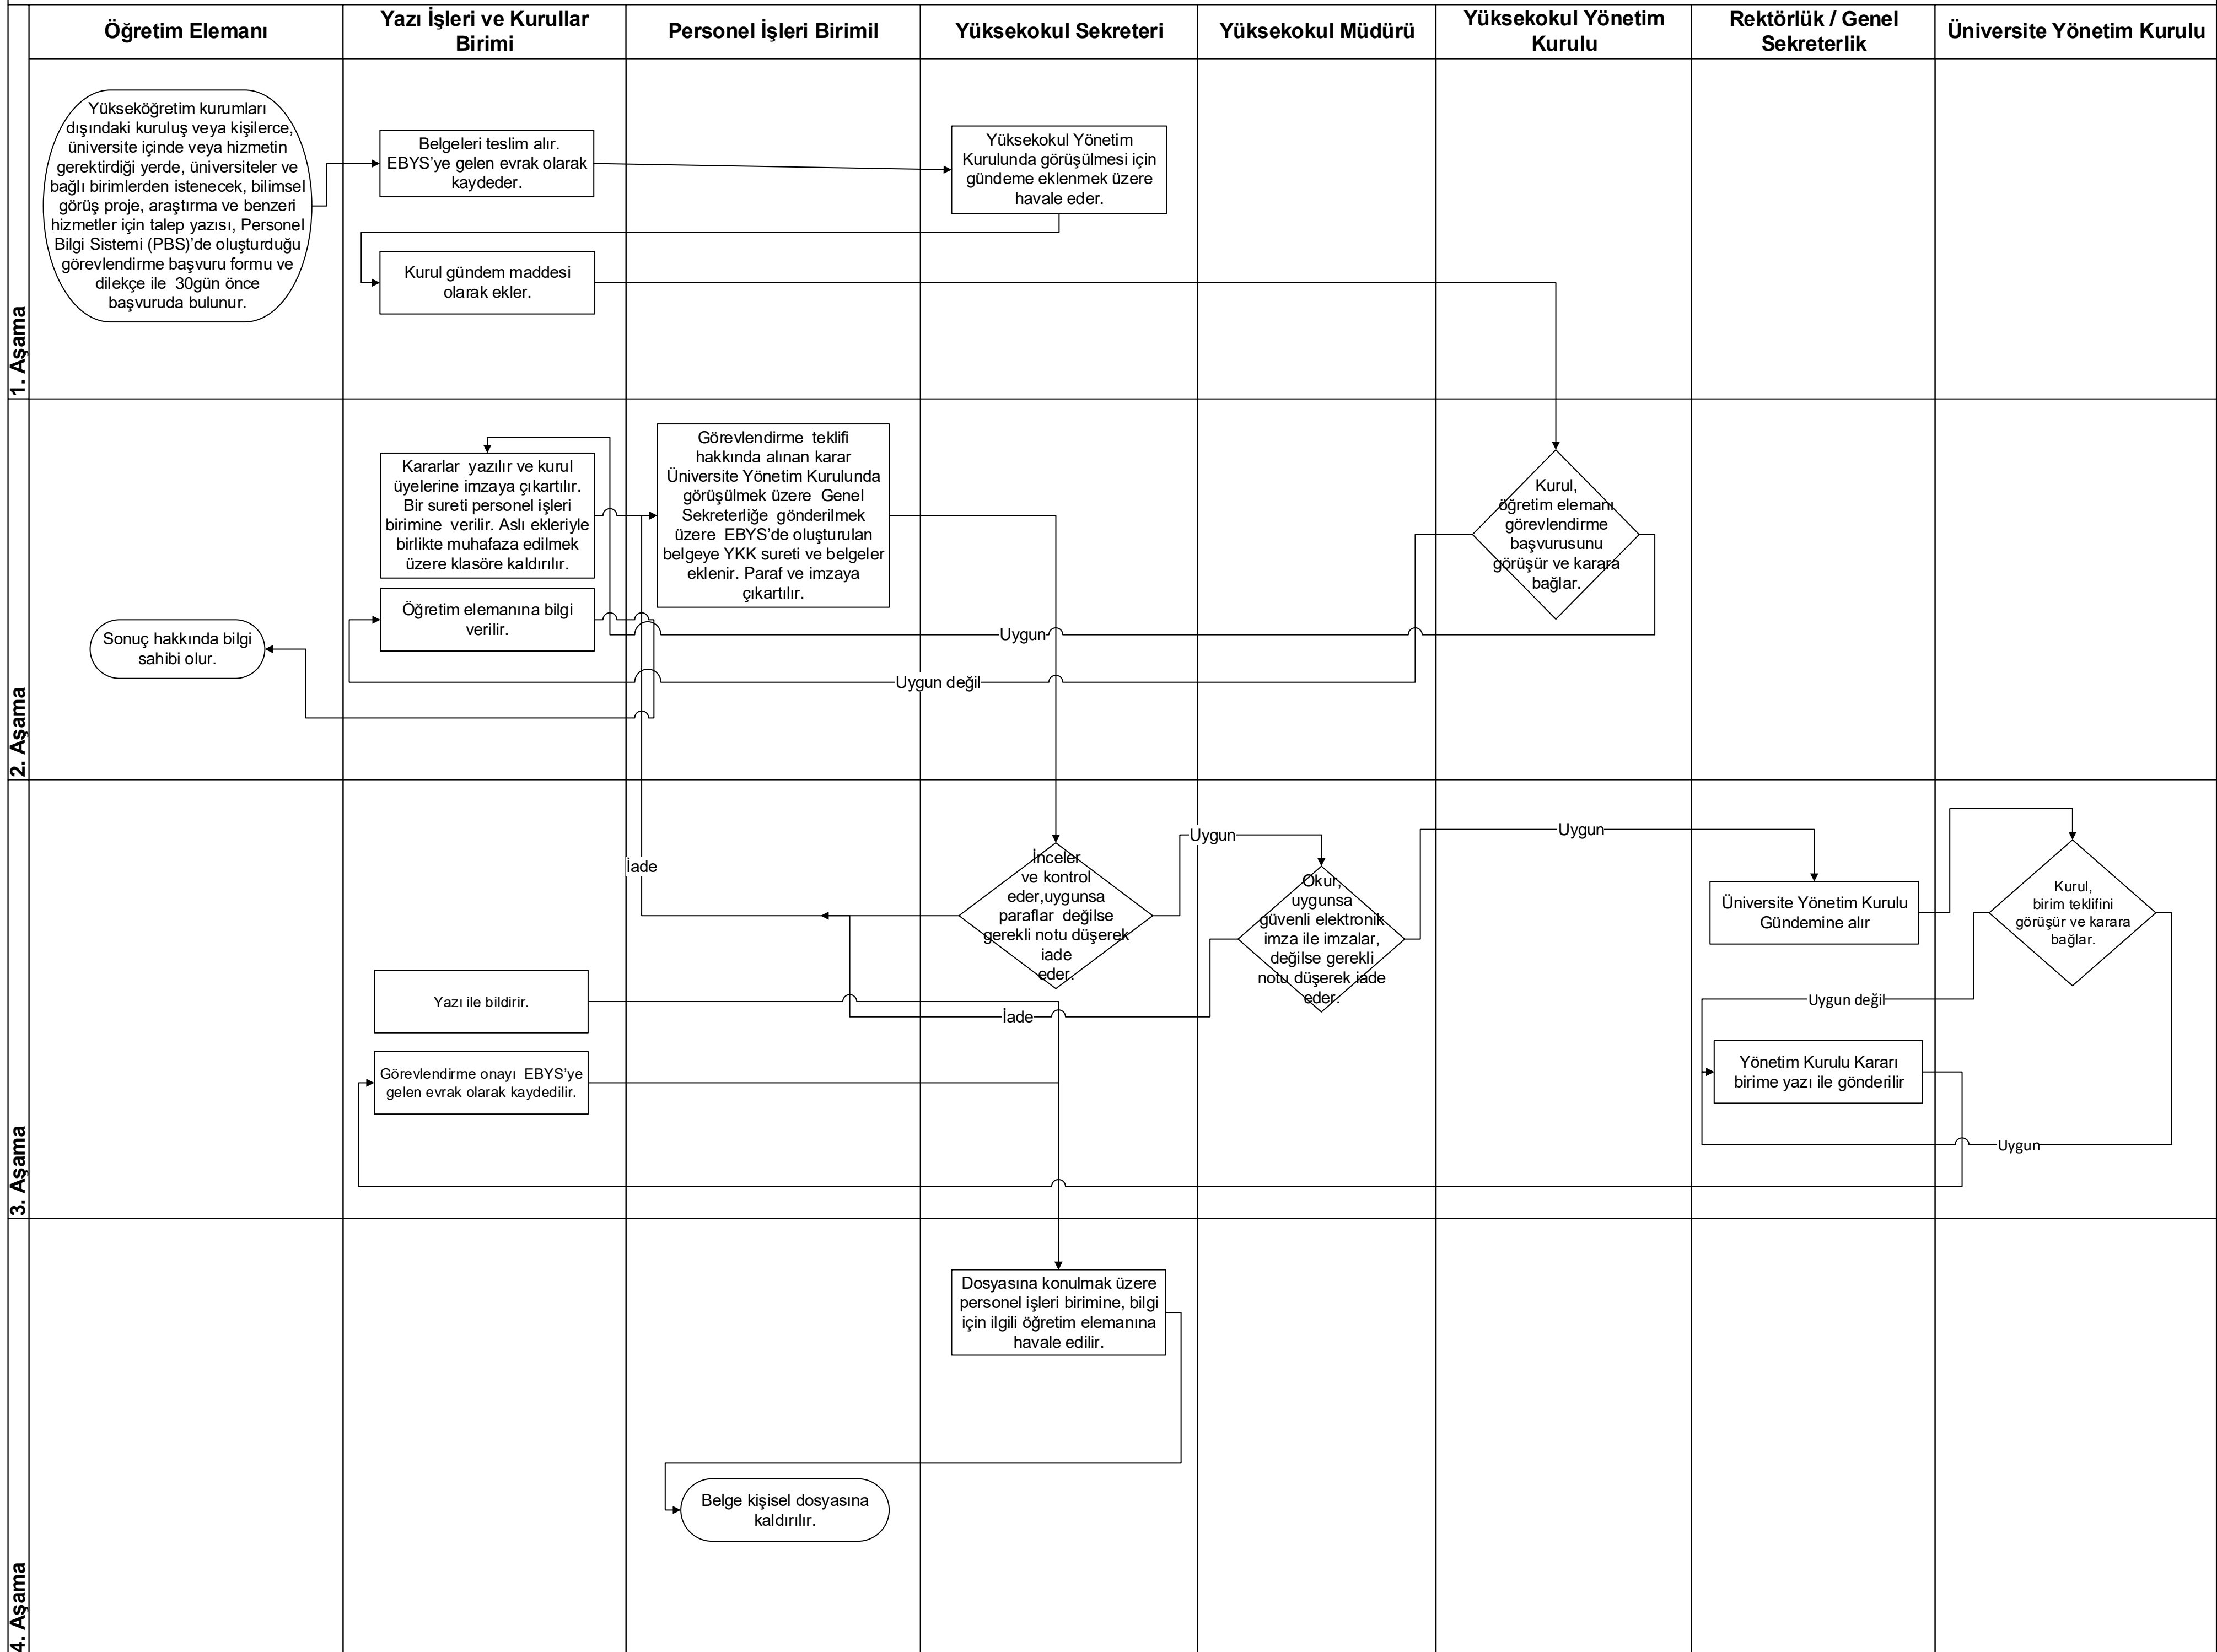 Öğretim Elemanı
Yazı İşleri ve Kurullar
Birimi
Personel İşleri Birimil
Yüksekokul Sekreteri
Yüksekokul Müdürü
Yüksekokul Yönetim
Kurulu
Rektörlük / Genel
Sekreterlik
Üniversite Yönetim Kurulu
1. Aşama
Yükseköğretim kurumları
dışındaki kuruluş veya kişilerce,
üniversite içinde veya hizmetin
gerektirdiği yerde, üniversiteler ve
bağlı birimlerden istenecek, bilimsel
görüş proje, araştırma ve benzeri
hizmetler için talep yazısı, Personel
Bilgi Sistemi (PBS)’de oluşturduğu
görevlendirme başvuru formu ve
dilekçe ile 30gün önce
başvuruda bulunur.
Belgeleri teslim alır.
EBYS’ye gelen evrak olarak
kaydeder.
Yüksekokul Yönetim
Kurulunda görüşülmesi için
gündeme eklenmek üzere
havale eder.
Kurul gündem maddesi
olarak ekler.
2. Aşama
Kararlar yazılır ve kurul
üyelerine imzaya çıkartılır.
Bir sureti personel işleri
birimine verilir. Aslı ekleriyle
birlikte muhafaza edilmek
üzere klasöre kaldırılır.
Görevlendirme teklifi
hakkında alınan karar
Üniversite Yönetim Kurulunda
görüşülmek üzere Genel
Sekreterliğe gönderilmek
üzere EBYS’de oluşturulan
belgeye YKK sureti ve belgeler
eklenir. Paraf ve imzaya
çıkartılır.
Kurul,
öğretim elemanı
görevlendirme
başvurusunu
görüşür ve karara
bağlar.
Öğretim elemanına bilgi
verilir.
Sonuç hakkında bilgi
sahibi olur.
Uygun
Uygun değil
3. Aşama
İade
İnceler
ve kontrol
eder,uygunsa
paraflar değilse
gerekli notu düşerek
iade
eder.
Uygun
Okur,
uygunsa
güvenli elektronik
imza ile imzalar,
değilse gerekli
notu düşerek iade
eder.
Uygun
Üniversite Yönetim Kurulu
Gündemine alır
Kurul,
birim teklifini
görüşür ve karara
bağlar.
Yazı ile bildirir.
İade
Uygun değil
Görevlendirme onayı EBYS’ye
gelen evrak olarak kaydedilir.
Yönetim Kurulu Kararı
birime yazı ile gönderilir
Uygun
4. Aşama
Dosyasına konulmak üzere
personel işleri birimine, bilgi
için ilgili öğretim elemanına
havale edilir.
Belge kişisel dosyasına
kaldırılır.